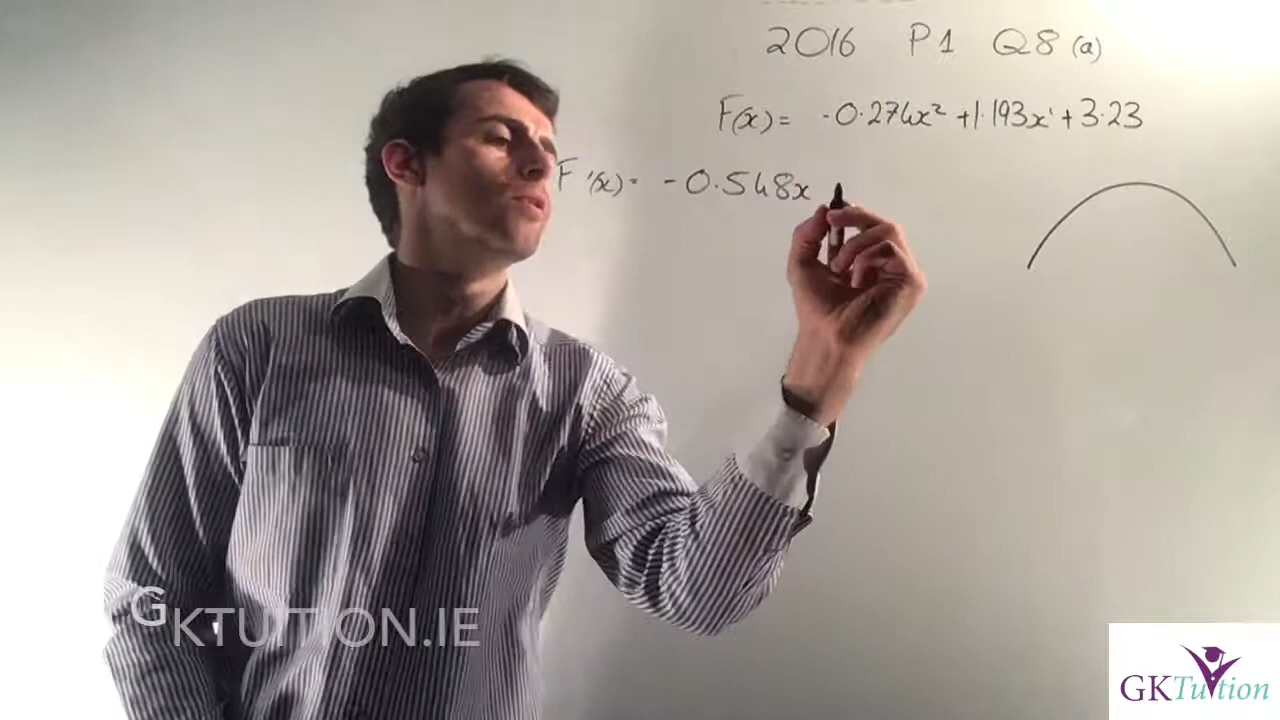 2016 P1 Q8 (a)
F(x) = -0.274x² + 1.193x¹ + 3.23
F'(x) = -0.548x
GKTUITION.IE
GKTuition